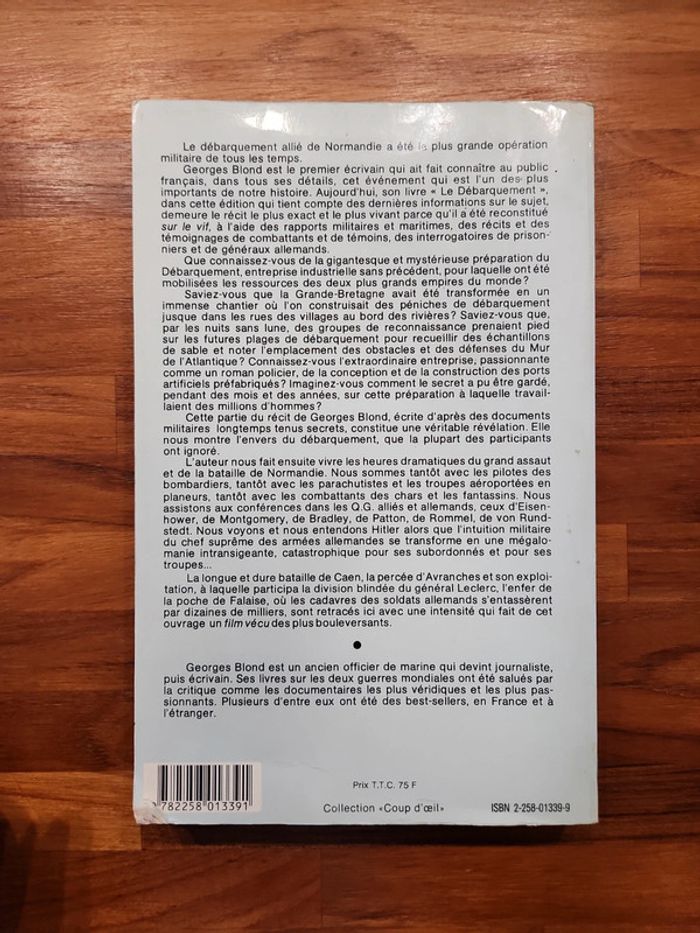 Le débarquement allié de Normandie a été la plus grande opération
militaire de tous les temps.
Georges Blond est le premier écrivain qui ait fait connaître au public
français, dans tous ses détails, cet événement qui est l'un des plus
importants de notre histoire. Aujourd'hui, son livre « Le Débarquement »,
dans cette édition qui tient compte des dernières informations sur le sujet,
demeure le récit le plus exact et le plus vivant parce qu'il a été reconstitué
sur le vif, à l'aide des rapports militaires et maritimes, des récits et des
témoignages de combattants et de témoins, des interrogatoires de prison-
niers et de généraux allemands.
Que connaissez-vous de la gigantesque et mystérieuse préparation du
Débarquement, entreprise industrielle sans précédent, pour laquelle ont été
mobilisées les ressources des deux plus grands empires du monde ?
Saviez-vous que la Grande-Bretagne avait été transformée en un
immense chantier où l'on construisait des péniches de débarquement
jusque dans les rues des villages au bord des rivières ? Saviez-vous que,
par les nuits sans lune, des groupes de reconnaissance prenaient pied
sur les futures plages de débarquement pour recueillir des échantillons
de sable et noter l'emplacement des obstacles et des défenses du Mur
de l'Atlantique ? Connaissez-vous l'extraordinaire entreprise, passionnante
comme un roman policier, de la conception et de la construction des ports
artificiels préfabriqués ? Imaginez-vous comment le secret a pu être gardé,
pendant des mois et des années, sur cette préparation à laquelle travail-
laient des millions d'hommes ?
Cette partie du récit de Georges Blond, écrite d'après des documents
militaires longtemps tenus secrets, constitue une véritable révélation. Elle
nous montre l'envers du débarquement, que la plupart des participants
ont ignoré.
L'auteur nous fait ensuite vivre les heures dramatiques du grand assaut
et de la bataille de Normandie. Nous sommes tantôt avec les pilotes des
bombardiers, tantôt avec les parachutistes et les troupes aéroportées en
planeurs, tantôt avec les combattants des chars et les fantassins. Nous
assistons aux conférences dans les Q.G. alliés et allemands, ceux d'Eisen-
hower, de Montgomery, de Bradley, de Patton, de Rommel, de von Rund-
stedt. Nous voyons et nous entendons Hitler alors que l'intuition militaire
du chef suprême des armées allemandes se transforme en une mégalo-
manie intransigeante, catastrophique pour ses subordonnés et pour ses
troupes...
La longue et dure bataille de Caen, la percée d'Avranches et son exploi-
tation, à laquelle participa la division blindée du général Leclerc, l'enfer de
la poche de Falaise, où les cadavres des soldats allemands s'entassèrent
par dizaines de milliers, sont retracés ici avec une intensité qui fait de cet
ouvrage un film vécu des plus bouleversants.
Georges Blond est un ancien officier de marine qui devint journaliste,
puis écrivain. Ses livres sur les deux guerres mondiales ont été salués par
la critique comme les documentaires les plus véridiques et les plus pas-
sionnants. Plusieurs d'entre eux ont été des best-sellers, en France et à
l'étranger.
Prix T.T.C. 75 F
9 782258 013391
Collection «Coup d'œil»
ISBN 2-258-01339-9